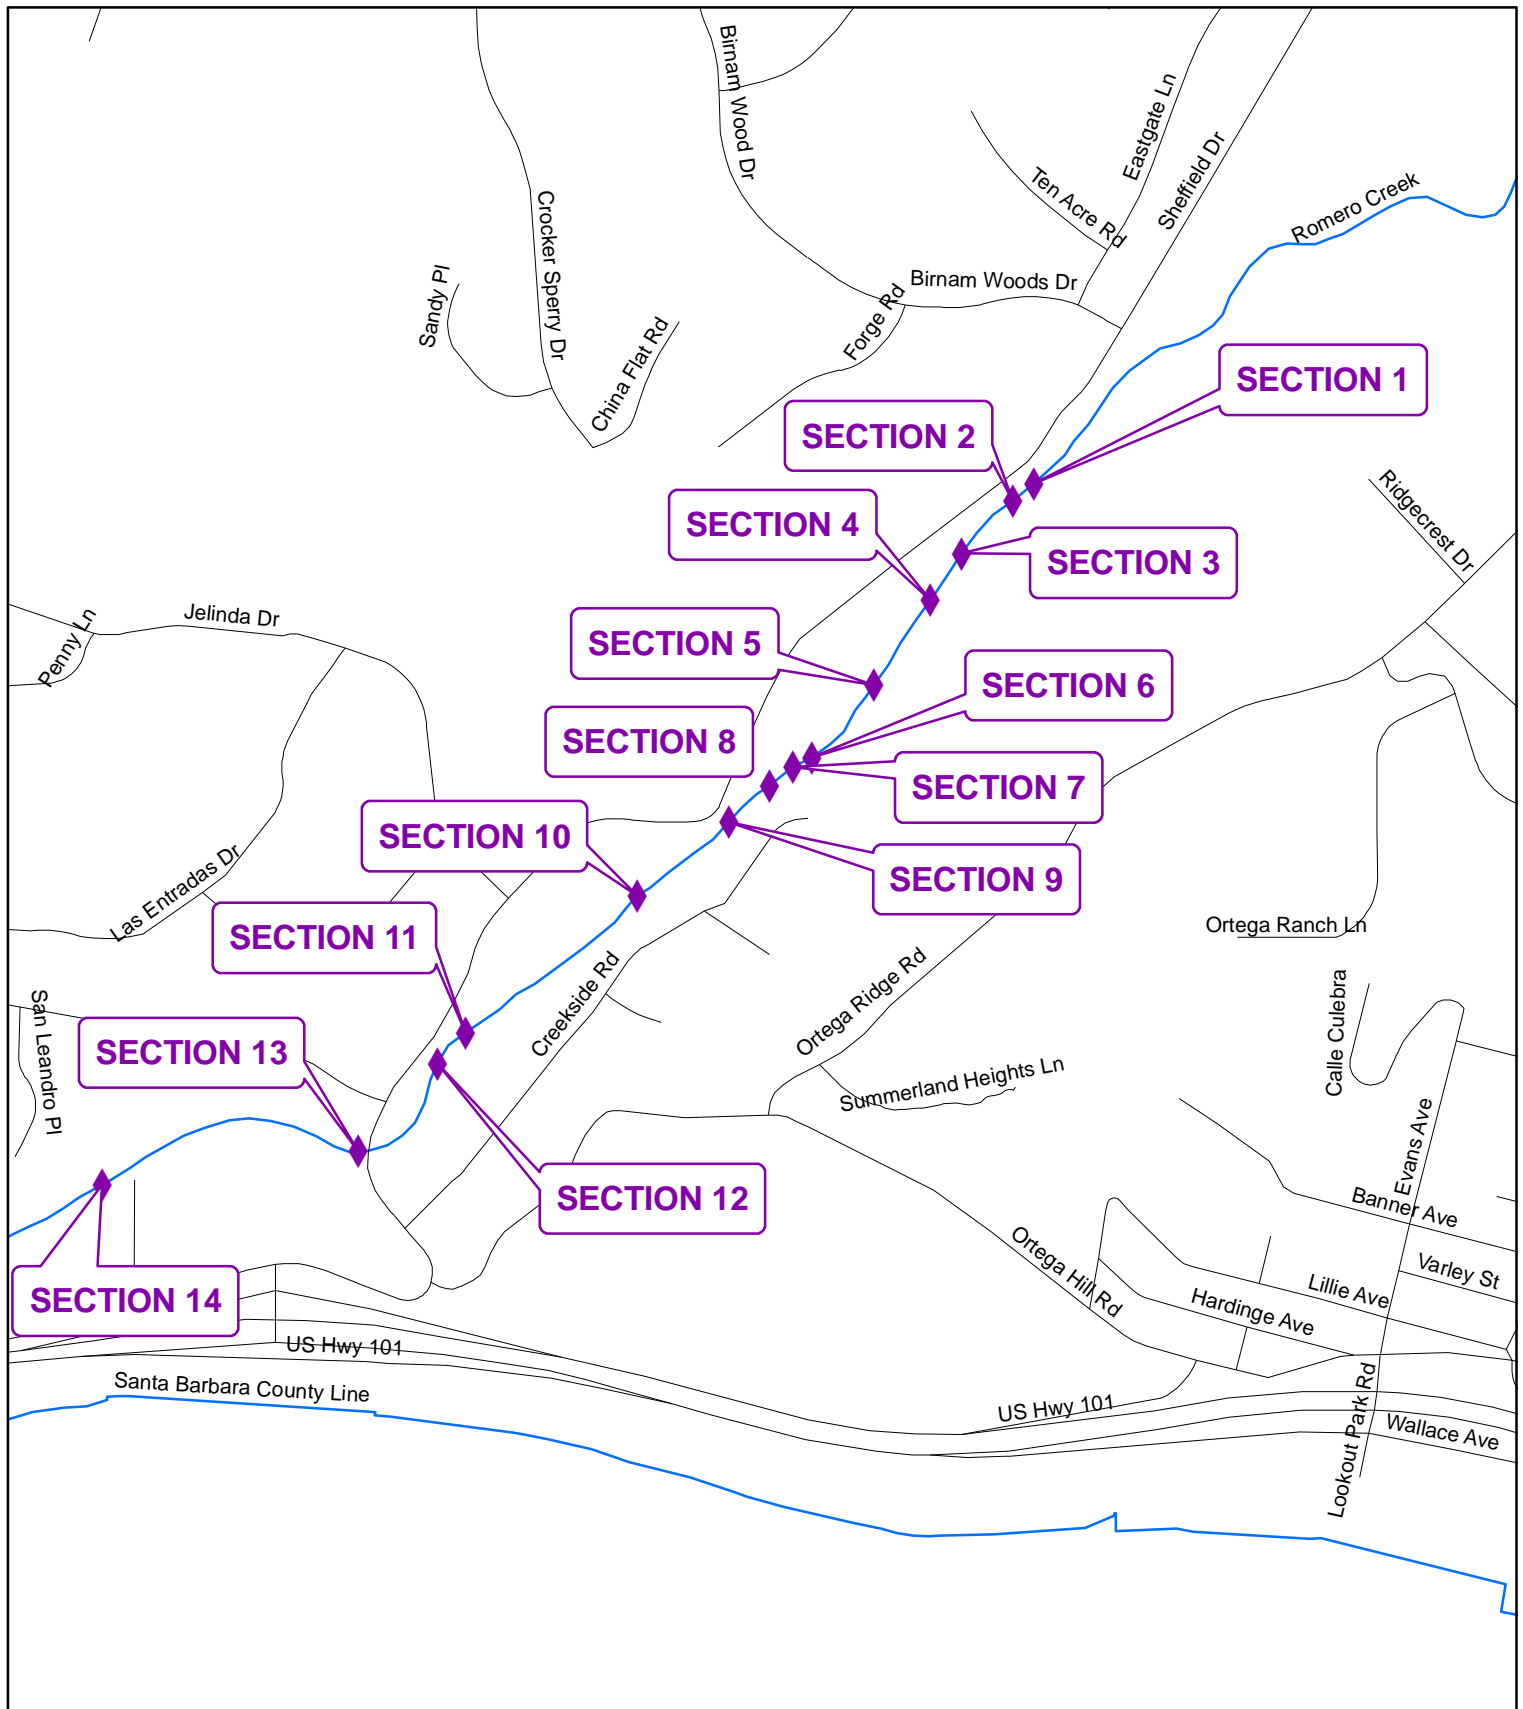 Birnam Wood Dr
Eastgate Ln
Sheffield Dr
Ten Acre Rd
Romero Creek
Crocker Sperry Dr
Sandy Pl
Birnam Woods Dr
Forge Rd
China Flat Rd
SECTION 1
SECTION 2
SECTION 4
SECTION 3
Ridgecrest Dr
Jelinda Dr
Penny Ln
SECTION 5
SECTION 6
SECTION 8
SECTION 7
SECTION 10
SECTION 9
Las Entradas Dr
SECTION 11
Ortega Ranch Ln
Creekside Rd
Ortega Ridge Rd
Calle Culebra
San Leandro Pl
SECTION 13
Summerland Heights Ln
Evans Ave
SECTION 12
Banner Ave
Ortega Hill Rd
Varley St
Lillie Ave
Hardinge Ave
SECTION 14
US Hwy 101
Santa Barbara County Line
US Hwy 101
Lookout Park Rd
Wallace Ave